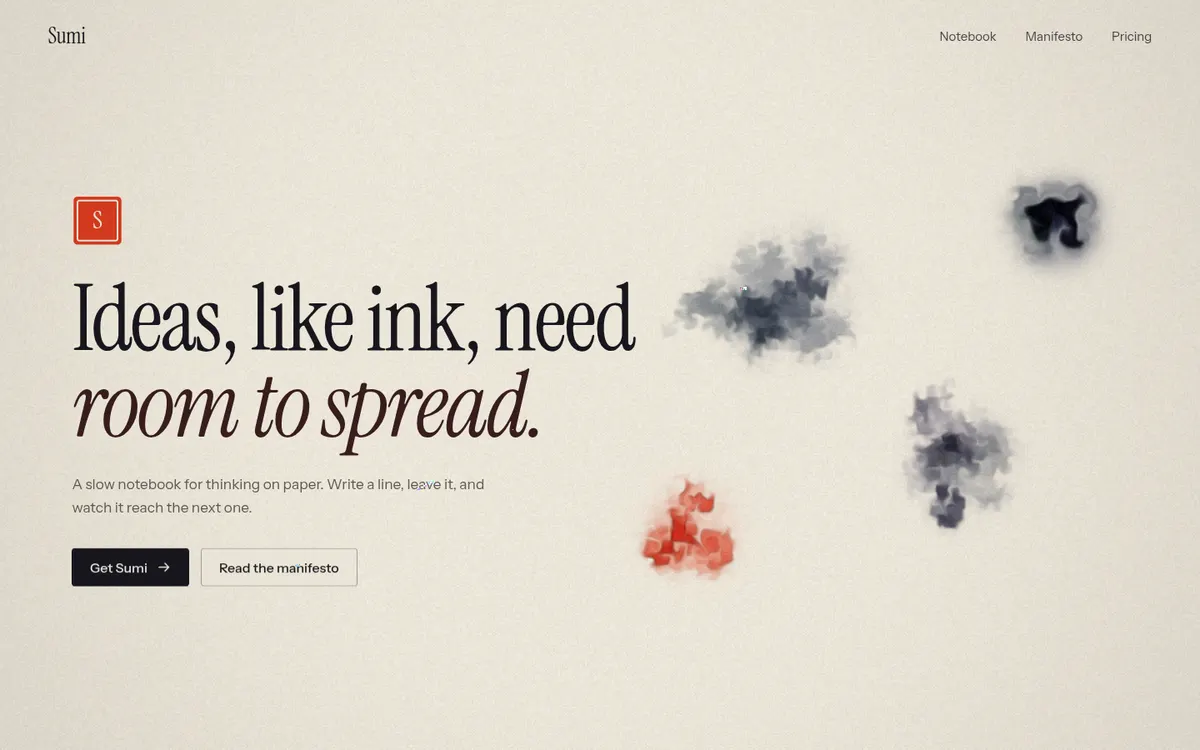 Sumi
Notebook Manifesto Pricing
S
Ideas, like ink, need
room to spread.
A slow notebook for thinking on paper. Write a line, leave it, and
watch it reach the next one.
Get Sumi →
Read the manifesto